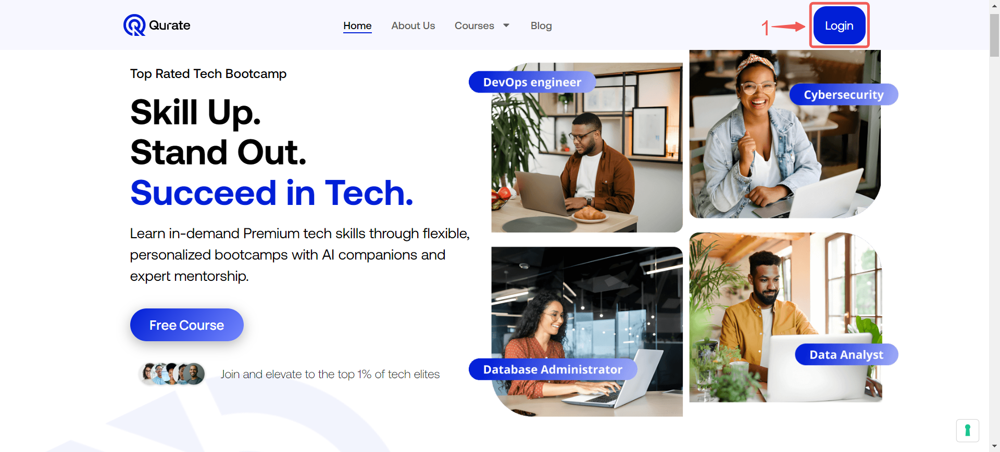 Qurate
Home
About Us
Courses
Blog
1
Login
Top Rated Tech Bootcamp
Skill Up.
Stand Out.
Succeed in Tech.
Learn in-demand Premium tech skills through flexible,
personalized bootcamps with AI companions and
expert mentorship.
Free Course
Join and elevate to the top 1% of tech elites
DevOps engineer
Cybersecurity
Database Administrator
Data Analyst